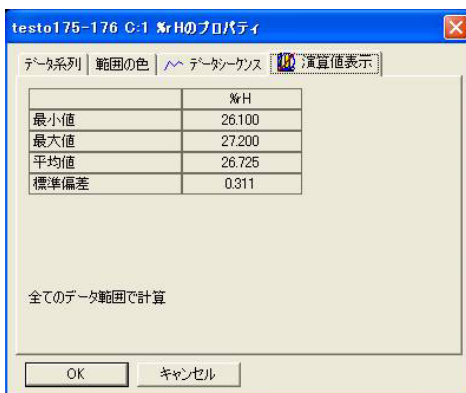 testo175-176 C:1 %rHのプロパティ
データ系列 範囲の色 データシーケンス 演算値表示
%rH
最小値 26.100
最大値 27.200
平均値 26.725
標準偏差 0.311
全てのデータ範囲で計算
OK キャンセル